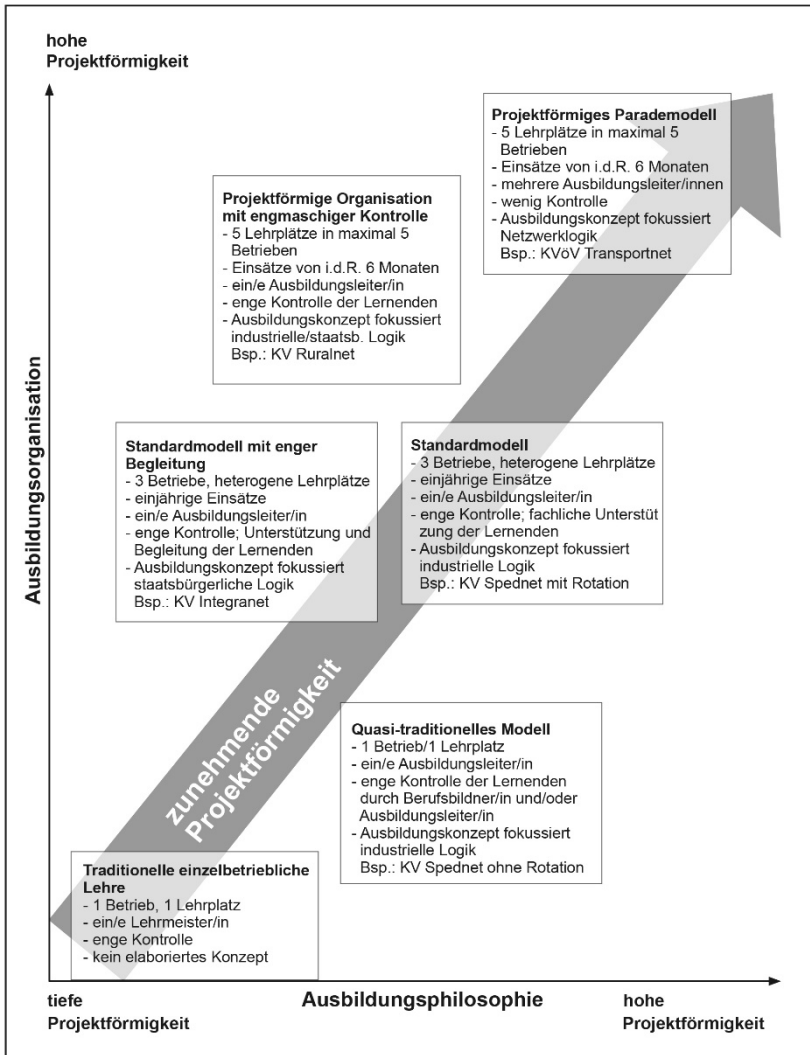 hohe
Projektförmigkeit
Projektförmiges Parademodell
- 5 Lehrplätze in maximal 5
Betrieben
- Einsätze von i.d.R. 6 Monaten
- mehrere Ausbildungsleiter/innen
- wenig Kontrolle
- Ausbildungskonzept fokussiert
Netzwerklogik
Bsp.: KVöV Transportnet
Projektförmige Organisation
mit engmaschiger Kontrolle
- 5 Lehrplätze in maximal 5
Betrieben
- Einsätze von i.d.R. 6 Monaten
- ein/e Ausbildungsleiter/in
- enge Kontrolle der Lernenden
- Ausbildungskonzept fokussiert
industrielle/staatsb. Logik
Bsp.: KV Ruralnet
Ausbildungsorganisation
Standardmodell mit enger
Begleitung
- 3 Betriebe, heterogene Lehrplätze
- einjährige Einsätze
- ein/e Ausbildungsleiter/in
- enge Kontrolle; Unterstützung und
Begleitung der Lernenden
- Ausbildungskonzept fokussiert
staatsbürgerliche Logik
Bsp.: KV Integranet
Standardmodell
- 3 Betriebe, heterogene Lehrplätze
- einjährige Einsätze
- ein/e Ausbildungsleiter/in
- enge Kontrolle; fachliche Unterstüt
zung der Lernenden
- Ausbildungskonzept fokussiert
industrielle Logik
Bsp.: KV Spednet mit Rotation
zunehmende
Projektförmigkeit
Quasi-traditionelles Modell
- 1 Betrieb/1 Lehrplatz
- ein/e Ausbildungsleiter/in
- enge Kontrolle der Lernenden
durch Berufsbildner/in und/oder
Ausbildungsleiter/in
- Ausbildungskonzept fokussiert
industrielle Logik
Bsp.: KV Spednet ohne Rotation
Traditionelle einzelbetriebliche
Lehre
- 1 Betrieb, 1 Lehrplatz
- ein/e Lehrmeister/in
- enge Kontrolle
- kein elaboriertes Konzept
tiefe
Projektförmigkeit
Ausbildungsphilosophie
hohe
Projektförmigkeit